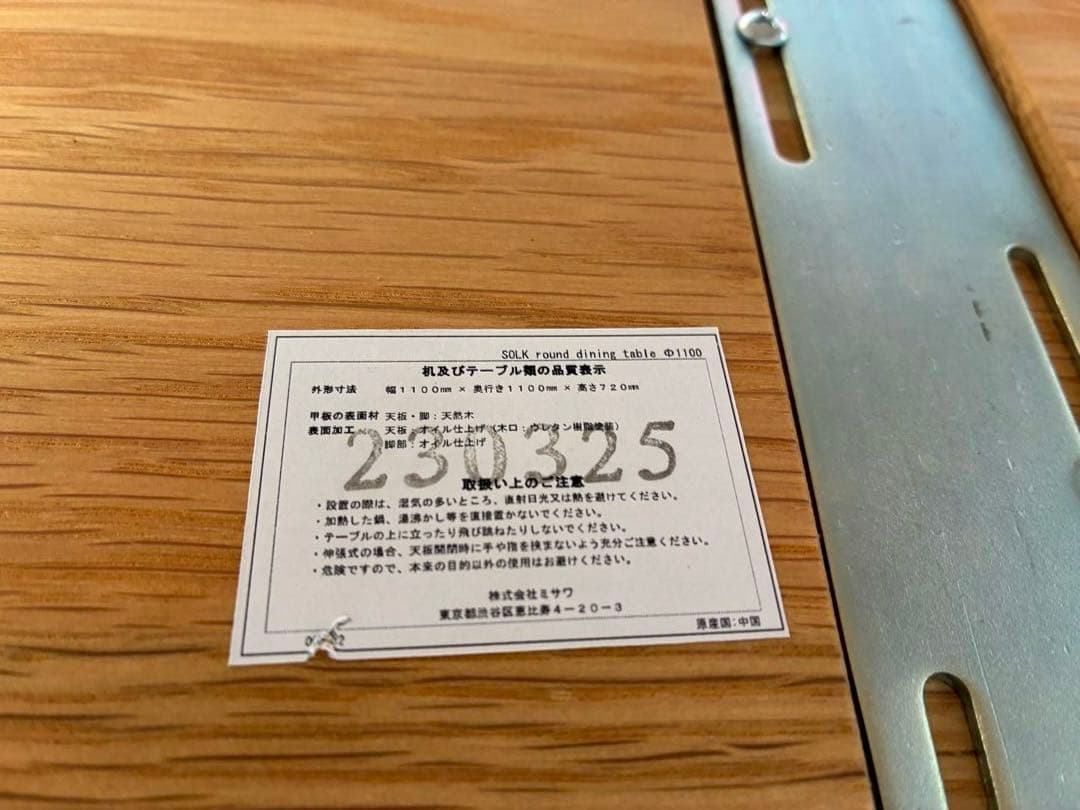 SOLK round dining table Φ1100
机及びテーブル類の品質表示
外形寸法 幅1100mm × 奥行き1100mm × 高さ720mm
甲板の表面材 天板・脚:天然木
表面加工 天板:オイル仕上げ(木口:ウレタン樹脂塗装)
脚部:オイル仕上げ
230325
取扱い上のご注意
・設置の際は、湿気の多いところ、直射日光又は熱を避けてください。
・加熱した鍋、湯沸かし等を直接置かないでください。
・テーブルの上に立ったり飛び跳ねたりしないでください。
・伸張式の場合、天板開閉時に手や指を挟まないよう充分ご注意ください。
・危険ですので、本来の目的以外の使用はお避けください。
株式会社ミサワ
東京都渋谷区恵比寿4-20-3
原産国:中国